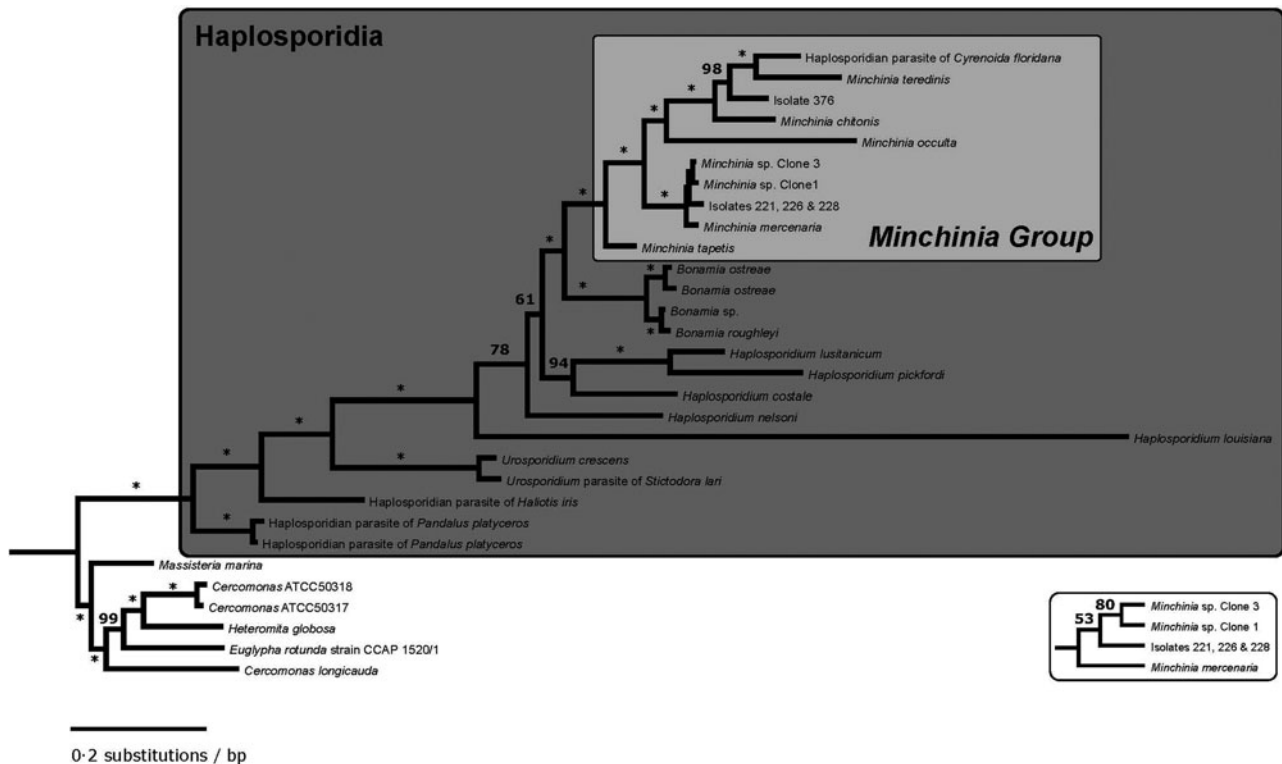 Haplosporidia
*
Haplosporidian parasite of Cyrenoida floridana
98
Minchinia teredinis
*
Isolate 376
*
Minchinia chitonis
Minchinia occulta
*
Minchinia sp. Clone 3
*
Minchinia sp. Clone1
*
Isolates 221, 226 & 228
Minchinia mercenaria
Minchinia Group
*
Minchinia tapetis
*
Bonamia ostreae
*
Bonamia ostreae
61
Bonamia sp.
*
Bonamia roughleyi
78
*
Haplosporidium lusitanicum
94
Haplosporidium pickfordi
*
Haplosporidium costale
Haplosporidium nelsoni
*
Haplosporidium louisiana
*
Urosporidium crescens
*
Urosporidium parasite of Stictodora lari
*
Haplosporidian parasite of Haliotis iris
*
Haplosporidian parasite of Pandalus platyceros
Haplosporidian parasite of Pandalus platyceros
Massisteria marina
*
Cercomonas ATCC50318
*
Cercomonas ATCC50317
*
99
Heteromita globosa
*
Euglypha rotunda strain CCAP 1520/1
Cercomonas longicauda
80
Minchinia sp. Clone 3
53
Minchinia sp. Clone 1
Isolates 221, 226 & 228
Minchinia mercenaria
0·2 substitutions / bp